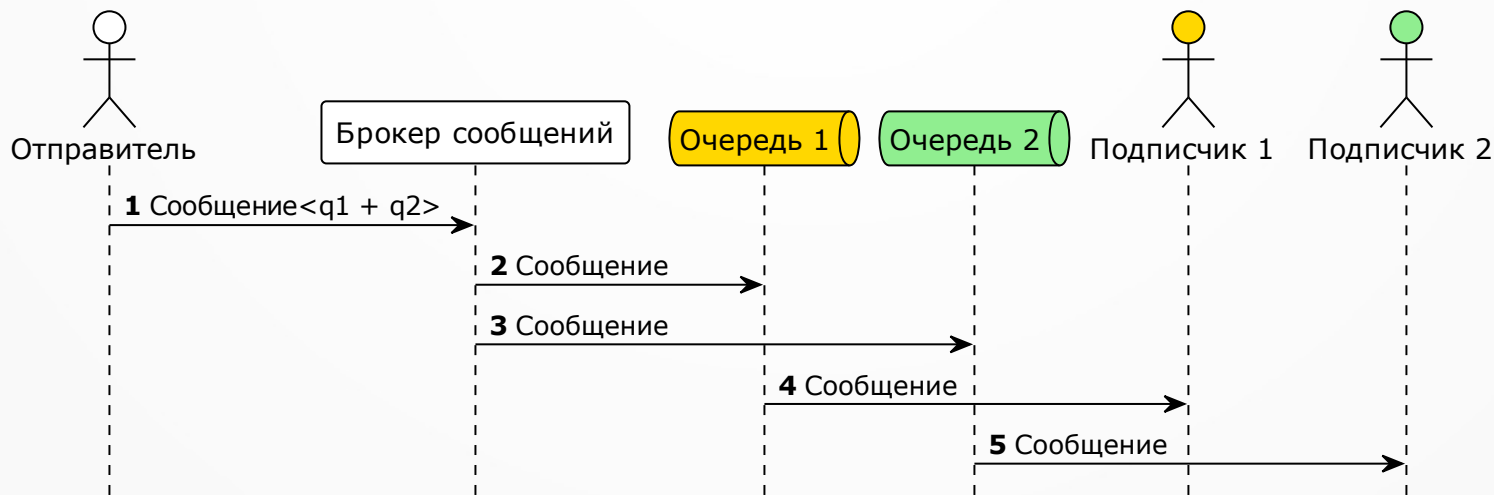 Отправитель
Брокер сообщений
Очередь 1
Очередь 2
Подписчик 1
Подписчик 2
1 Сообщение<q1 + q2>
2 Сообщение
3 Сообщение
4 Сообщение
5 Сообщение